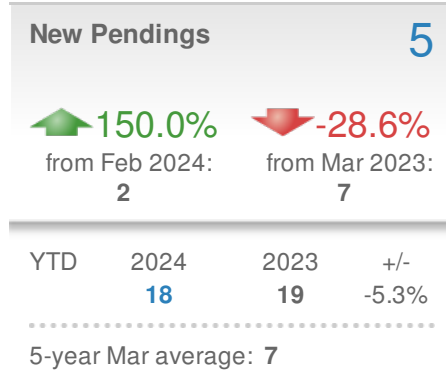 New Pendings 5
150.0% -28.6%
from Feb 2024: from Mar 2023:
2 7
YTD 2024 2023 +/-
18 19 -5.3%
5-year Mar average: 7